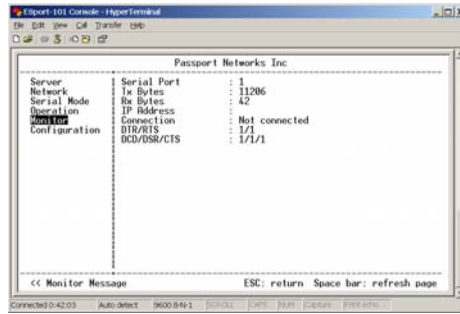 ESport-101 Console - HyperTerminal
File Edit View Call Transfer Help
Passport Networks Inc
Server
Network
Serial Mode
Operation
Monitor
Configuration
Serial Port : 1
Tx Bytes : 11206
Rx Bytes : 42
IP Address :
Connection : Not connected
DTR/RTS : 1/1
DCD/DSR/CTS : 1/1/1
<< Monitor Message ESC: return Space bar: refresh page
Connected 0:42:03 Auto detect 9600 8-N-1 SCROLL CAPS NUM Capture Print echo